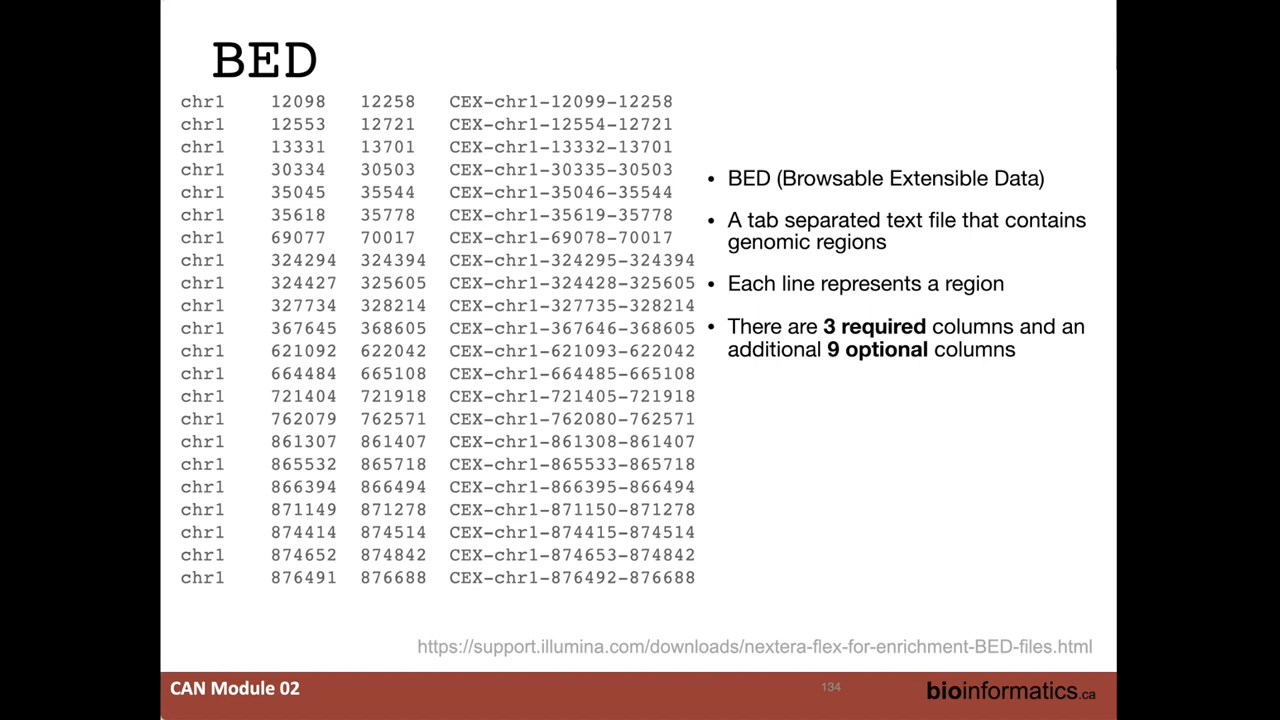 BED
chr1 12098 12258 CEX-chr1-12099-12258
chr1 12553 12721 CEX-chr1-12554-12721
chr1 13331 13701 CEX-chr1-13332-13701
chr1 30334 30503 CEX-chr1-30335-30503
chr1 35045 35544 CEX-chr1-35046-35544
chr1 35618 35778 CEX-chr1-35619-35778
chr1 69077 70017 CEX-chr1-69078-70017
chr1 324294 324394 CEX-chr1-324295-324394
chr1 324427 325605 CEX-chr1-324428-325605
chr1 327734 328214 CEX-chr1-327735-328214
chr1 367645 368605 CEX-chr1-367646-368605
chr1 621092 622042 CEX-chr1-621093-622042
chr1 664484 665108 CEX-chr1-664485-665108
chr1 721404 721918 CEX-chr1-721405-721918
chr1 762079 762571 CEX-chr1-762080-762571
chr1 861307 861407 CEX-chr1-861308-861407
chr1 865532 865718 CEX-chr1-865533-865718
chr1 866394 866494 CEX-chr1-866395-866494
chr1 871149 871278 CEX-chr1-871150-871278
chr1 874414 874514 CEX-chr1-874415-874514
chr1 874652 874842 CEX-chr1-874653-874842
chr1 876491 876688 CEX-chr1-876492-876688
• BED (Browsable Extensible Data)
• A tab separated text file that contains
genomic regions
• Each line represents a region
• There are 3 required columns and an
additional 9 optional columns
https://support.illumina.com/downloads/nextera-flex-for-enrichment-BED-files.html
CAN Module 02
134
bioinformatics.ca